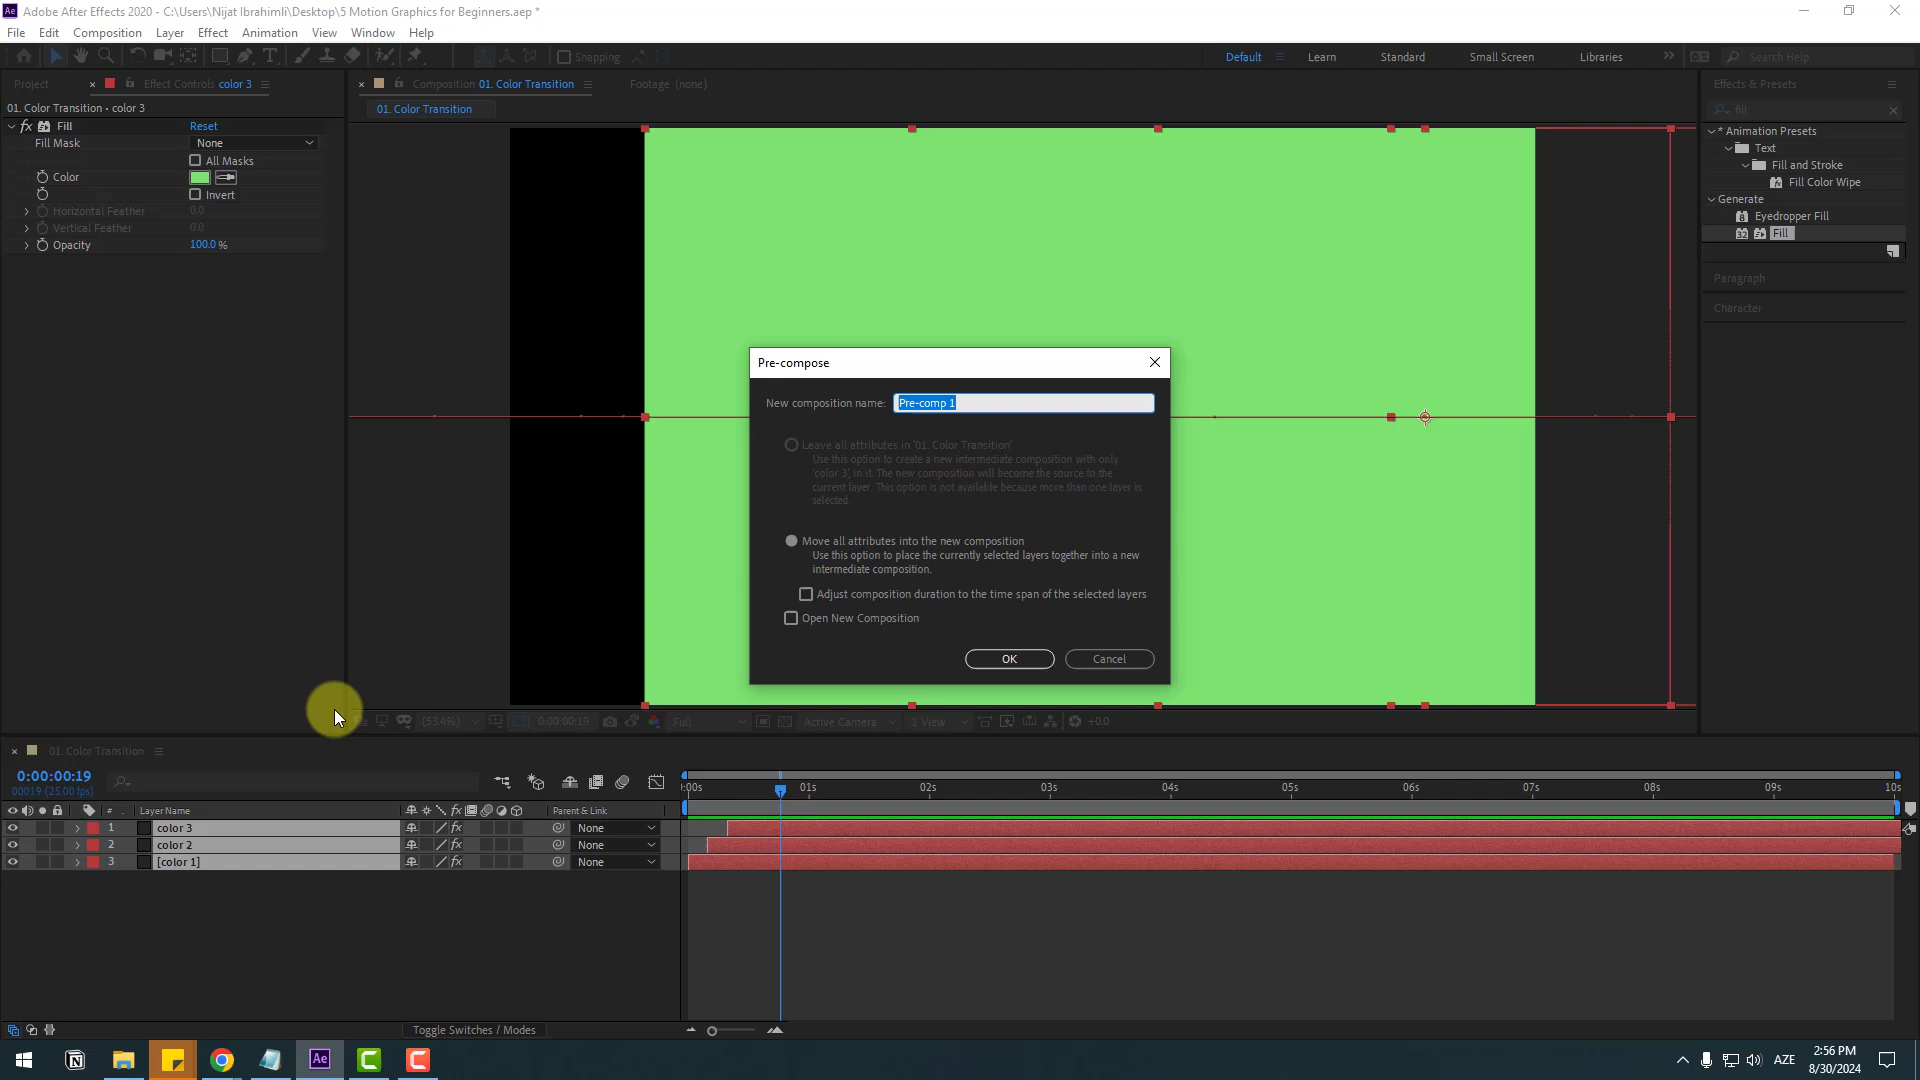 Adobe After Effects 2020 - C:\Users\Nijat Ibrahimli\Desktop\5 Motion Graphics for Beginners.aep *
File Edit Composition Layer Effect Animation View Window Help
Snapping
Default Learn Standard Small Screen Libraries Search Help
Project Effect Controls color 3
Composition 01. Color Transition Footage (none)
Effects & Presets
01. Color Transition • color 3
01. Color Transition
fill
fx Fill Reset
Fill Mask None
All Masks
Color
Invert
Horizontal Feather 0.0
Vertical Feather 0.0
Opacity 100.0 %
* Animation Presets
Text
Fill and Stroke
Fill Color Wipe
Generate
Eyedropper Fill
Fill
Paragraph
Character
Pre-compose
New composition name: Pre-comp 1
Leave all attributes in '01. Color Transition'
Use this option to create a new intermediate composition with only
'color 3', in it. The new composition will become the source to the
current layer. This option is not available because more than one layer is
selected.
Move all attributes into the new composition
Use this option to place the currently selected layers together into a new
intermediate composition.
Adjust composition duration to the time span of the selected layers
Open New Composition
OK Cancel
(53.4%) 0:00:00:19 Full Active Camera 1 View +0.0
01. Color Transition
0:00:00:19
00019 (25.00 fps)
:00s 01s 02s 03s 04s 05s 06s 07s 08s 09s 10s
# Layer Name Parent & Link
1 color 3 None
2 color 2 None
3 [color 1] None
Toggle Switches / Modes
AZE
2:56 PM
8/30/2024